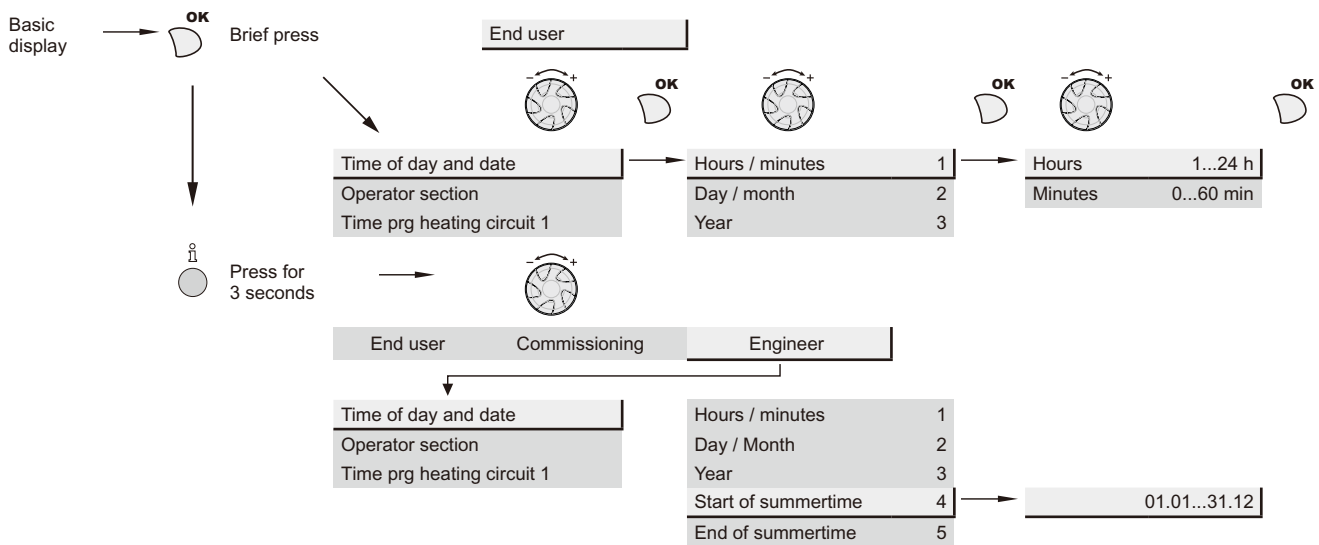 Basic
display
OK
Brief press
End user
- +
OK
- +
OK
- +
OK
Time of day and date
Operator section
Time prg heating circuit 1
Hours / minutes 1
Day / month 2
Year 3
Hours 1...24 h
Minutes 0...60 min
i
Press for
3 seconds
- +
End user Commissioning Engineer
Time of day and date
Operator section
Time prg heating circuit 1
Hours / minutes 1
Day / Month 2
Year 3
Start of summertime 4
End of summertime 5
01.01...31.12